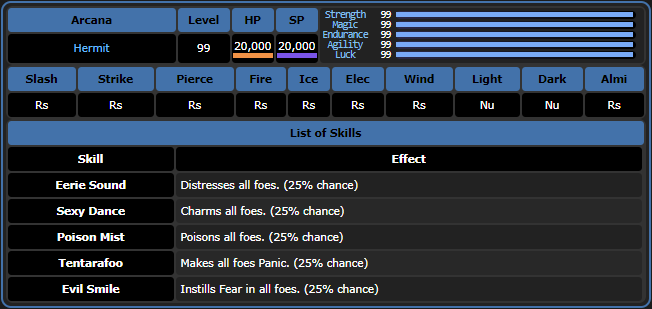 Arcana Level HP SP
Hermit 99 20,000 20,000
Strength 99
Magic 99
Endurance 99
Agility 99
Luck 99
Slash Strike Pierce Fire Ice Elec Wind Light Dark Almi
Rs Rs Rs Rs Rs Rs Rs Nu Nu Rs
List of Skills
Skill Effect
Eerie Sound Distresses all foes. (25% chance)
Sexy Dance Charms all foes. (25% chance)
Poison Mist Poisons all foes. (25% chance)
Tentarafoo Makes all foes Panic. (25% chance)
Evil Smile Instills Fear in all foes. (25% chance)